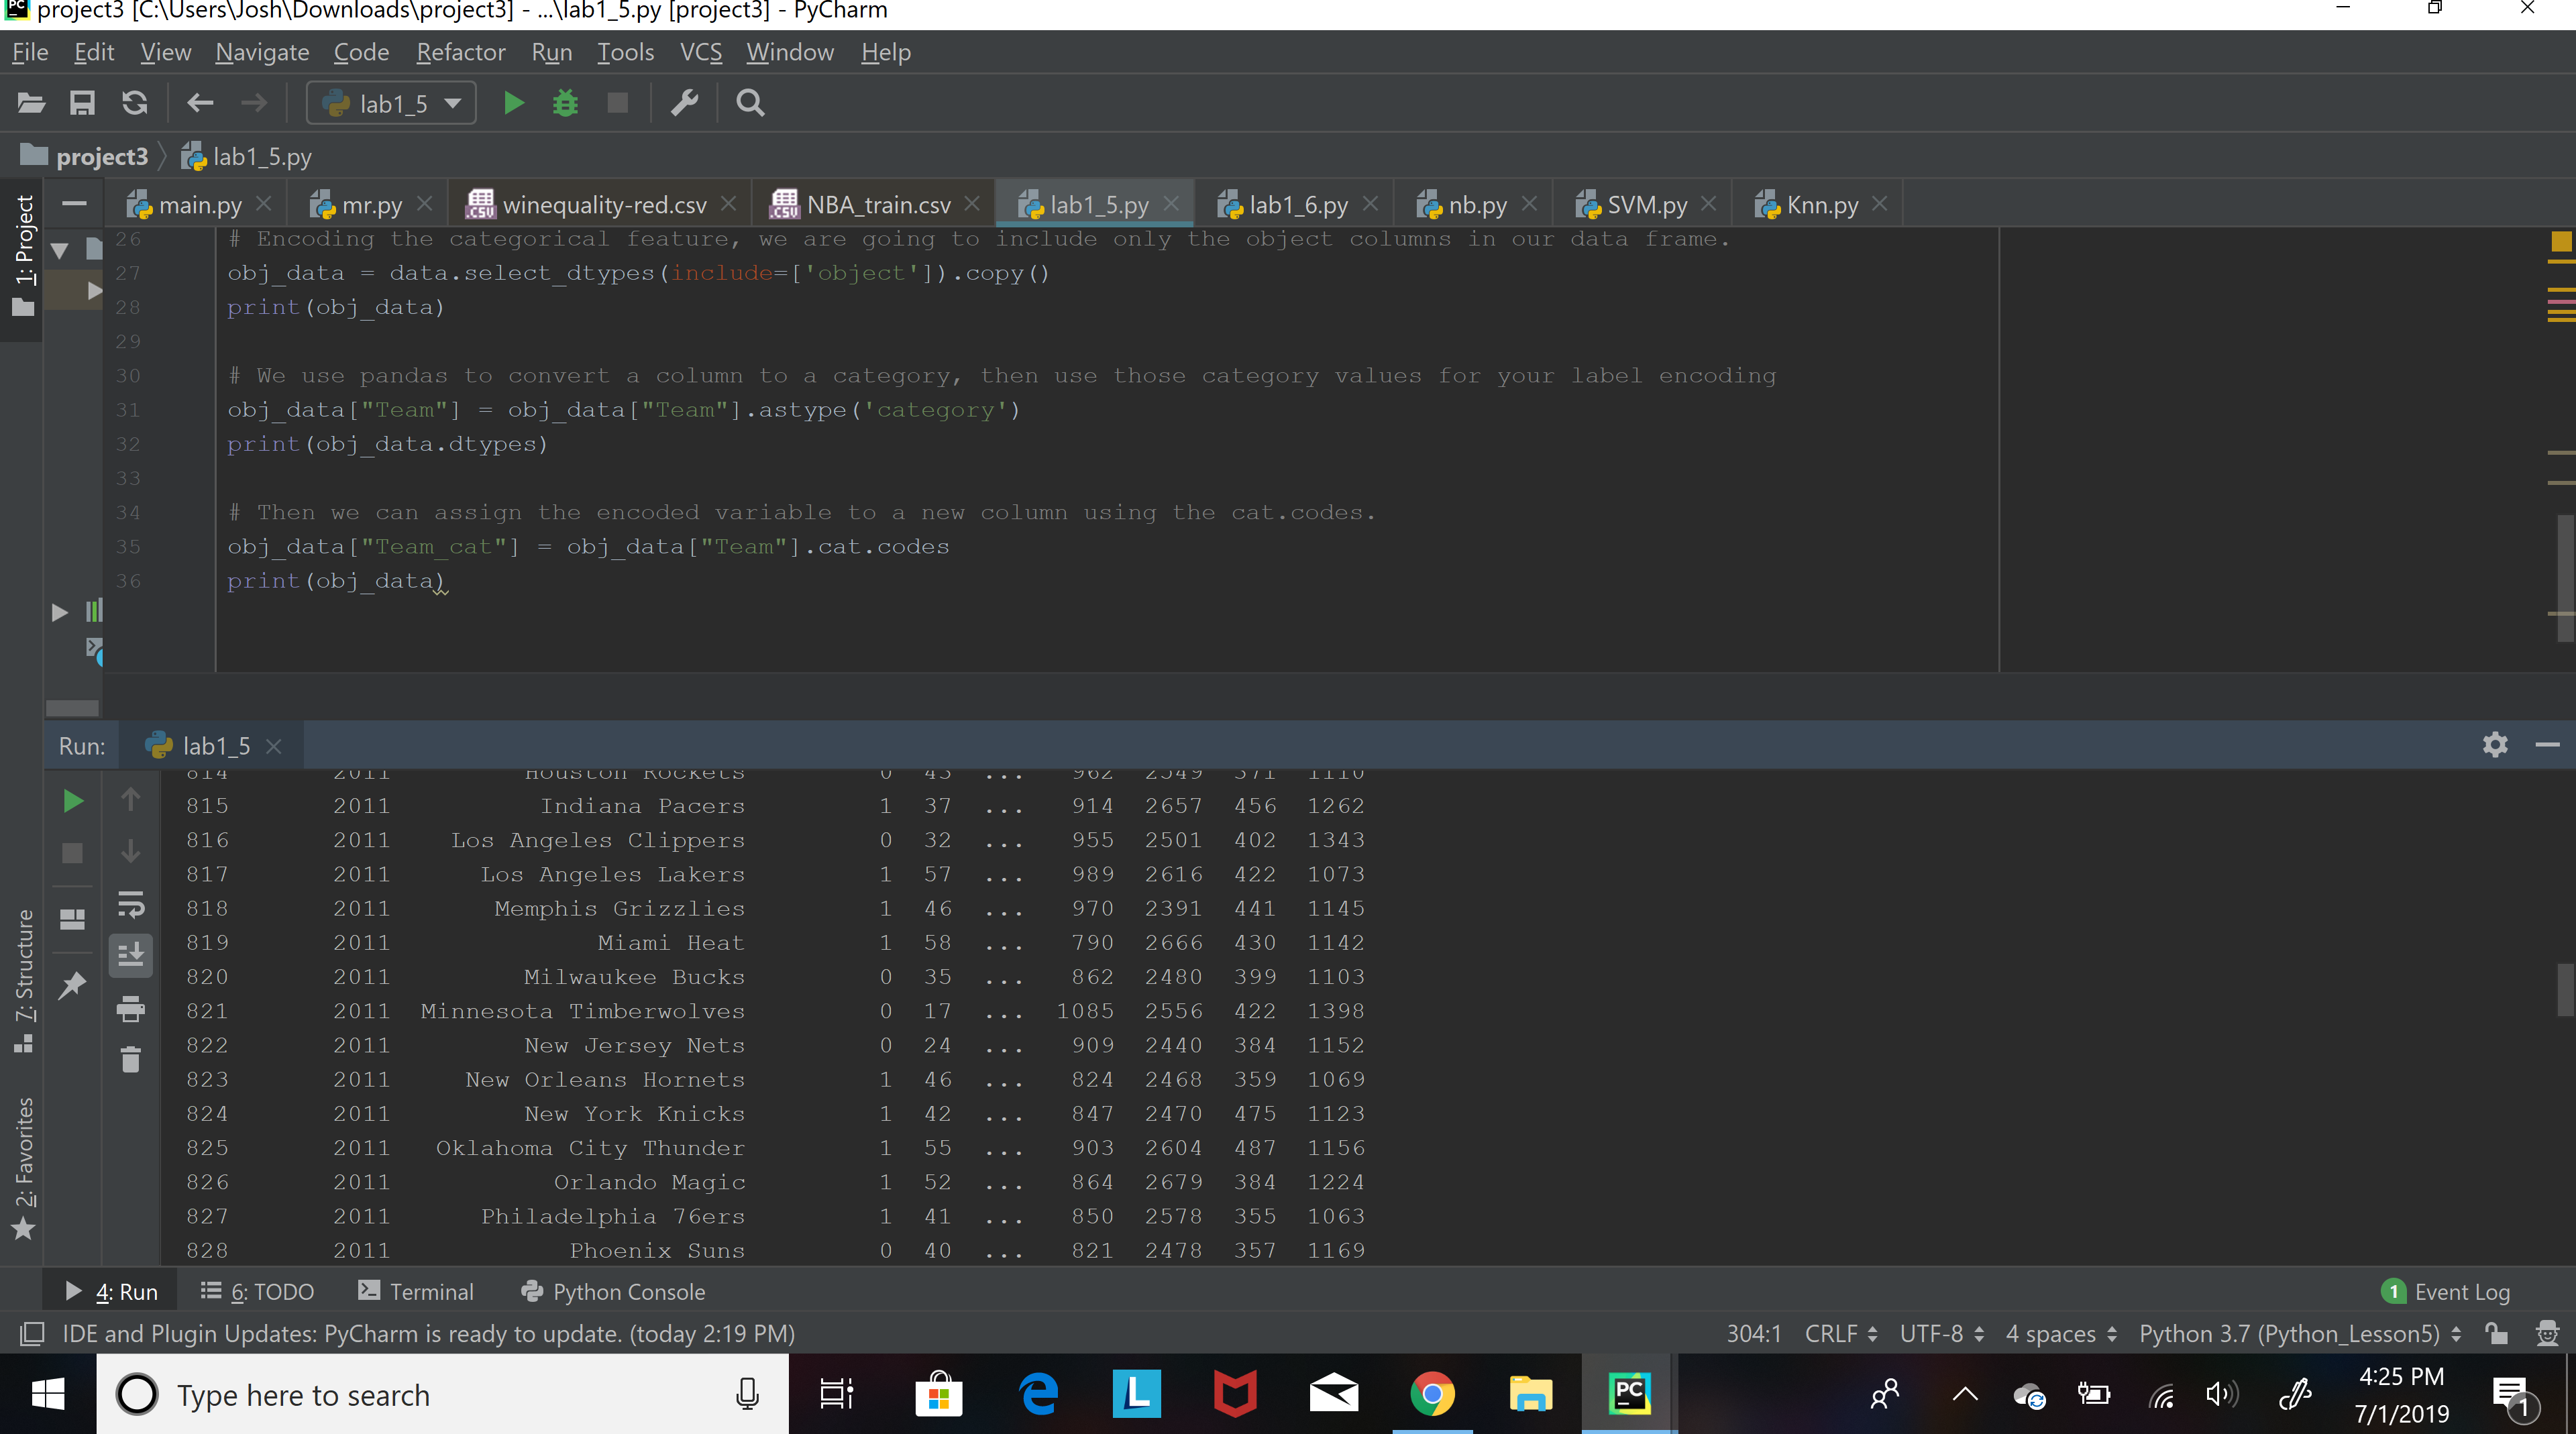 project3 [C:\Users\Josh\Downloads\project3] - ...\lab1_5.py [project3] - PyCharm
File Edit View Navigate Code Refactor Run Tools VCS Window Help
lab1_5
project3 lab1_5.py
main.py mr.py winequality-red.csv NBA_train.csv lab1_5.py lab1_6.py nb.py SVM.py Knn.py
1: Project
26 # Encoding the categorical feature, we are going to include only the object columns in our data frame.
27 obj_data = data.select_dtypes(include=['object']).copy()
28 print(obj_data)
29
30 # We use pandas to convert a column to a category, then use those category values for your label encoding
31 obj_data["Team"] = obj_data["Team"].astype('category')
32 print(obj_data.dtypes)
33
34 # Then we can assign the encoded variable to a new column using the cat.codes.
35 obj_data["Team_cat"] = obj_data["Team"].cat.codes
36 print(obj_data)
Run: lab1_5
814 2011 Houston Rockets 0 43 ... 962 2549 371 1110
815 2011 Indiana Pacers 1 37 ... 914 2657 456 1262
816 2011 Los Angeles Clippers 0 32 ... 955 2501 402 1343
817 2011 Los Angeles Lakers 1 57 ... 989 2616 422 1073
818 2011 Memphis Grizzlies 1 46 ... 970 2391 441 1145
819 2011 Miami Heat 1 58 ... 790 2666 430 1142
820 2011 Milwaukee Bucks 0 35 ... 862 2480 399 1103
821 2011 Minnesota Timberwolves 0 17 ... 1085 2556 422 1398
822 2011 New Jersey Nets 0 24 ... 909 2440 384 1152
823 2011 New Orleans Hornets 1 46 ... 824 2468 359 1069
824 2011 New York Knicks 1 42 ... 847 2470 475 1123
825 2011 Oklahoma City Thunder 1 55 ... 903 2604 487 1156
826 2011 Orlando Magic 1 52 ... 864 2679 384 1224
827 2011 Philadelphia 76ers 1 41 ... 850 2578 355 1063
828 2011 Phoenix Suns 0 40 ... 821 2478 357 1169
7: Structure
2: Favorites
4: Run 6: TODO Terminal Python Console 1 Event Log
IDE and Plugin Updates: PyCharm is ready to update. (today 2:19 PM) 304:1 CRLF UTF-8 4 spaces Python 3.7 (Python_Lesson5)
Type here to search
L
PC
4:25 PM
7/1/2019
1